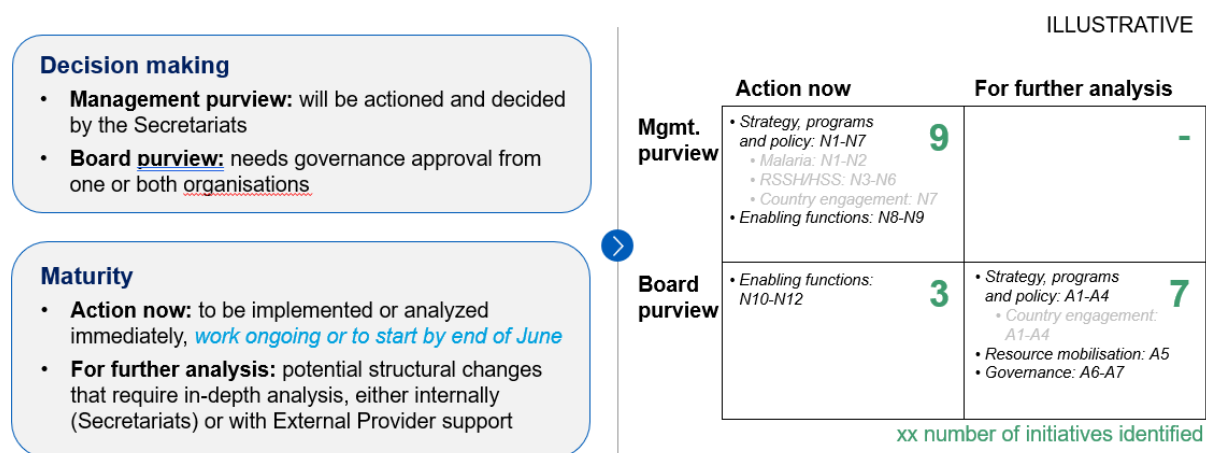 ILLUSTRATIVE
Decision making
• Management purview: will be actioned and decided
by the Secretariats
• Board purview: needs governance approval from
one or both organisations
Maturity
• Action now: to be implemented or analyzed
immediately, work ongoing or to start by end of June
• For further analysis: potential structural changes
that require in-depth analysis, either internally
(Secretariats) or with External Provider support
Action now
For further analysis
Mgmt.
purview
• Strategy, programs
and policy: N1-N7
• Malaria: N1-N2
• RSSH/HSS: N3-N6
• Country engagement: N7
• Enabling functions: N8-N9
9
-
Board
purview
• Enabling functions:
N10-N12
3
• Strategy, programs
and policy: A1-A4
• Country engagement:
A1-A4
• Resource mobilisation: A5
• Governance: A6-A7
7
xx number of initiatives identified